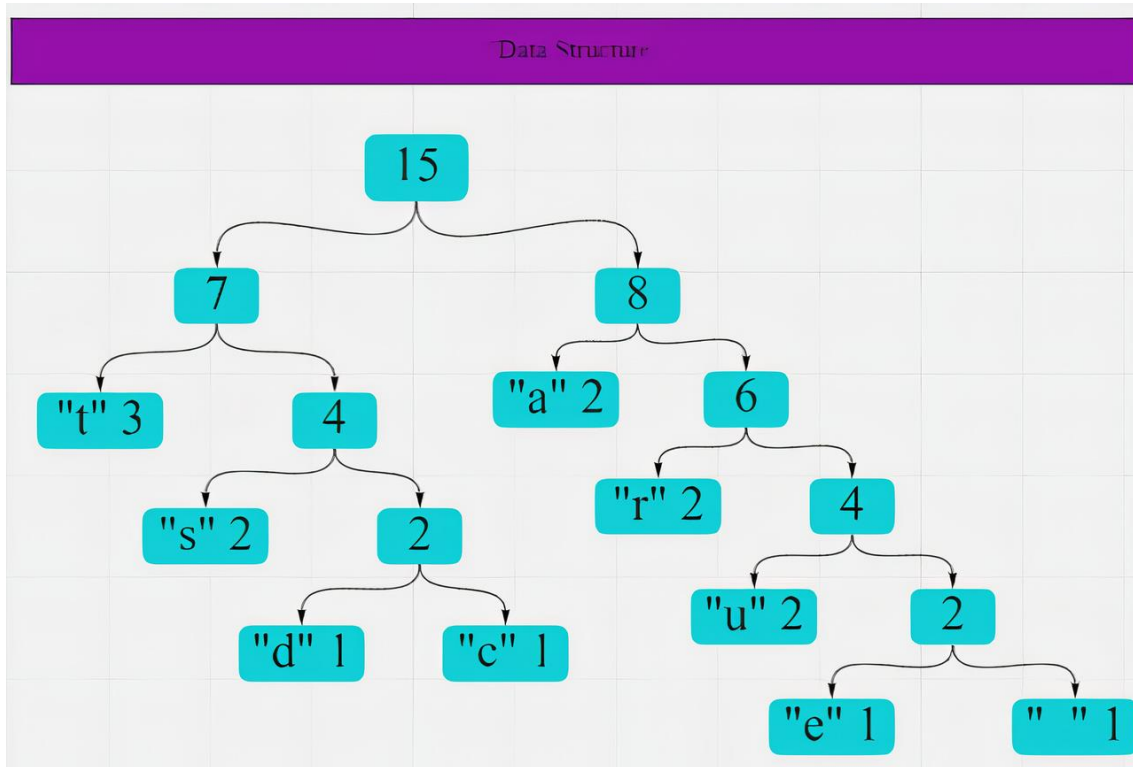 Data Structure
15
7
8
"t" 3
4
"a" 2
6
"s" 2
2
"r" 2
4
"d" 1
"c" 1
"u" 2
2
"e" 1
" " 1